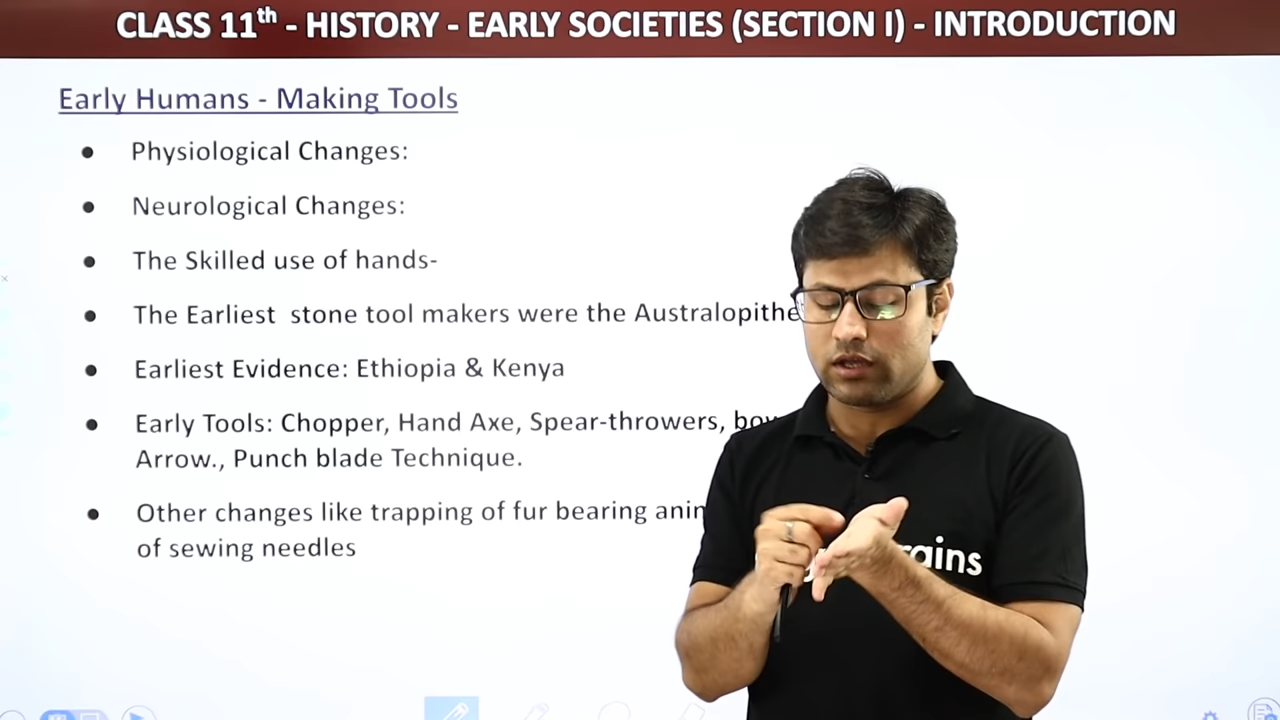 CLASS 11th - HISTORY - EARLY SOCIETIES (SECTION I) - INTRODUCTION
Early Humans - Making Tools
● Physiological Changes:
● Neurological Changes:
● The Skilled use of hands-
● The Earliest stone tool makers were the Australopithe
● Earliest Evidence: Ethiopia & Kenya
● Early Tools: Chopper, Hand Axe, Spear-throwers,
Arrow., Punch blade Technique.
● Other changes like trapping of fur bearing
of sewing needles